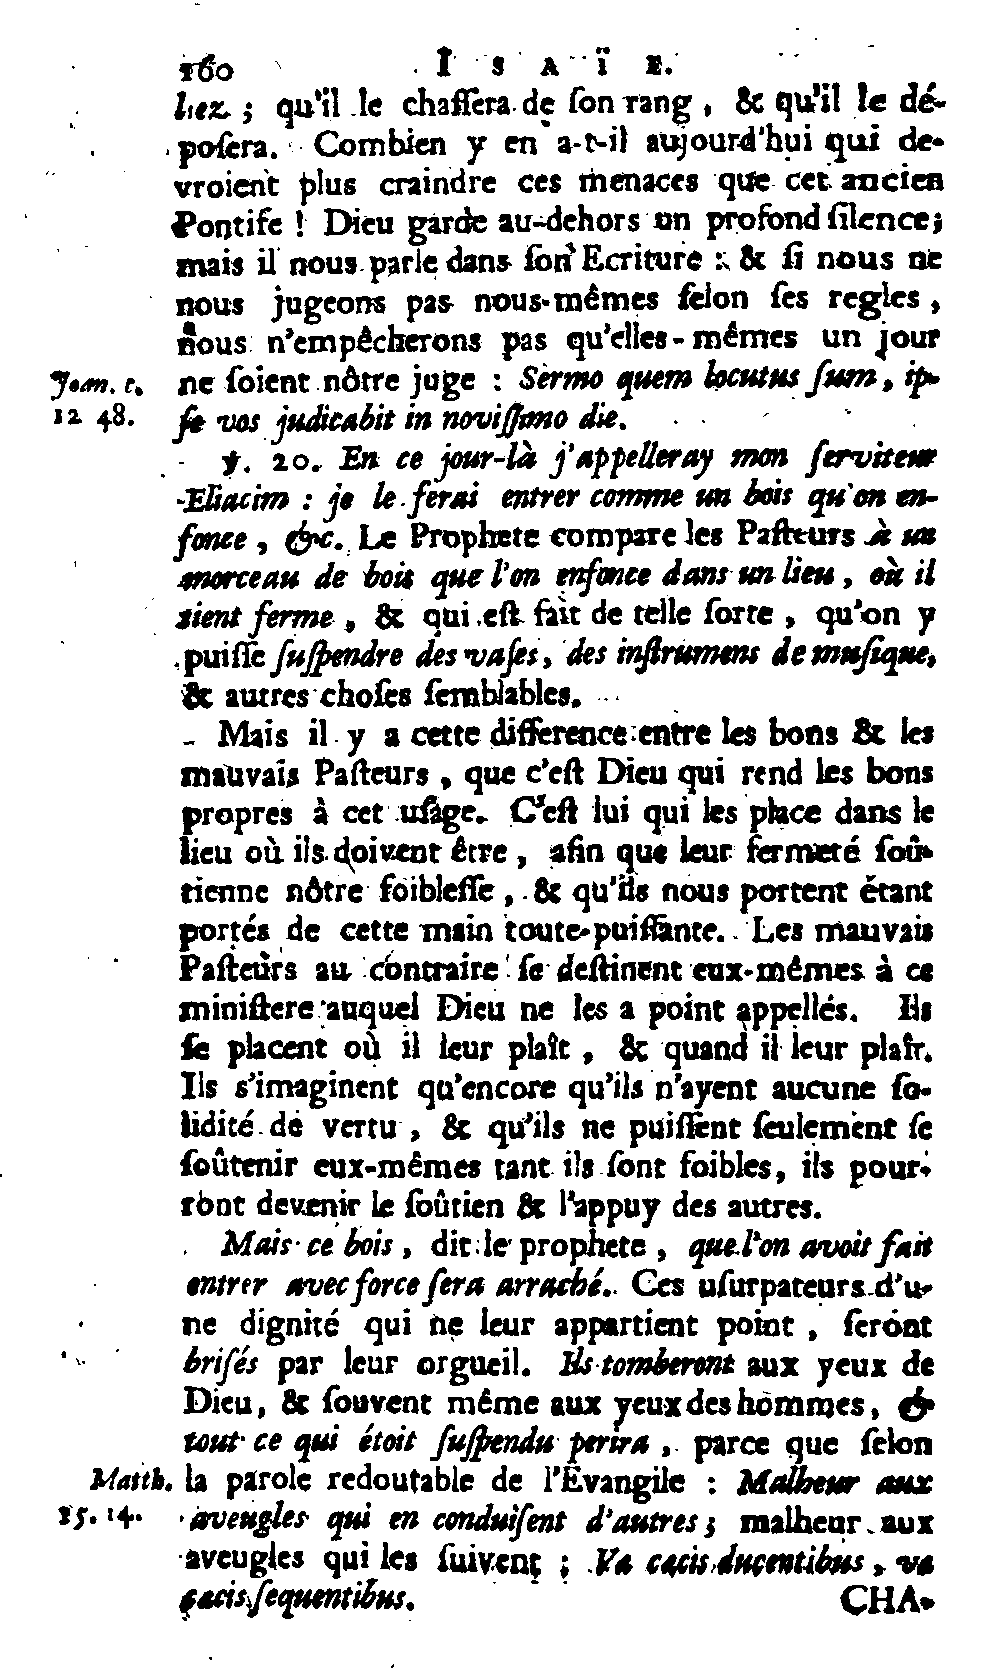 160 ISAÏE.
liez ; qu'il le chaſſera de ſon rang, & qu'il le dé-
poſera. Combien y en a-t-il aujourd'hui qui de-
vroient plus craindre ces menaces que cet ancien
Pontife ! Dieu garde au-dehors un profond ſilence;
mais il nous parle dans ſon Ecriture : & ſi nous ne
nous jugeons pas nous-mêmes ſelon ſes regles,
nous n'empêcherons pas qu'elles-mêmes un jour
Joan. c. ne ſoient nôtre juge : Sermo quem locutus ſum, ip-
12 48. ſe vos judicabit in noviſſimo die.
℣. 20. En ce jour-là j'appelleray mon ſerviteur
Eliacim : je le ferai entrer comme un bois qu'on en-
fonce, &c. Le Prophete compare les Paſteurs à un
morceau de bois que l'on enfonce dans un lieu, où il
tient ferme, & qui eſt fait de telle ſorte, qu'on y
puiſſe ſuſpendre des vaſes, des inſtrumens de muſique,
& autres choſes ſemblables.
Mais il y a cette difference entre les bons & les
mauvais Paſteurs, que c'eſt Dieu qui rend les bons
propres à cet uſage. C'eſt lui qui les place dans le
lieu où ils doivent être, afin que leur fermeté ſoû-
tienne nôtre foibleſſe, & qu'ils nous portent étant
portés de cette main toute-puiſſante. Les mauvais
Paſteurs au contraire ſe deſtinent eux-mêmes à ce
miniſtere auquel Dieu ne les a point appellés. Ils
ſe placent où il leur plaît, & quand il leur plaît.
Ils s'imaginent qu'encore qu'ils n'ayent aucune ſo-
lidité de vertu, & qu'ils ne puiſſent ſeulement ſe
ſoûtenir eux-mêmes tant ils ſont foibles, ils pour-
ront devenir le ſoûtien & l'appuy des autres.
Mais ce bois, dit le prophete, que l'on avoit fait
entrer avec force ſera arraché. Ces uſurpateurs d'u-
ne dignité qui ne leur appartient point, ſeront
briſés par leur orgueil. Ils tomberont aux yeux de
Dieu, & ſouvent même aux yeux des hommes, &
tout ce qui étoit ſuſpendu perira, parce que ſelon
Matth. la parole redoutable de l'Evangile : Malheur aux
15. 14. aveugles qui en conduiſent d'autres; malheur aux
aveugles qui les ſuivent ; Va cacis ducentibus, va
cacis ſequentibus. CHA-